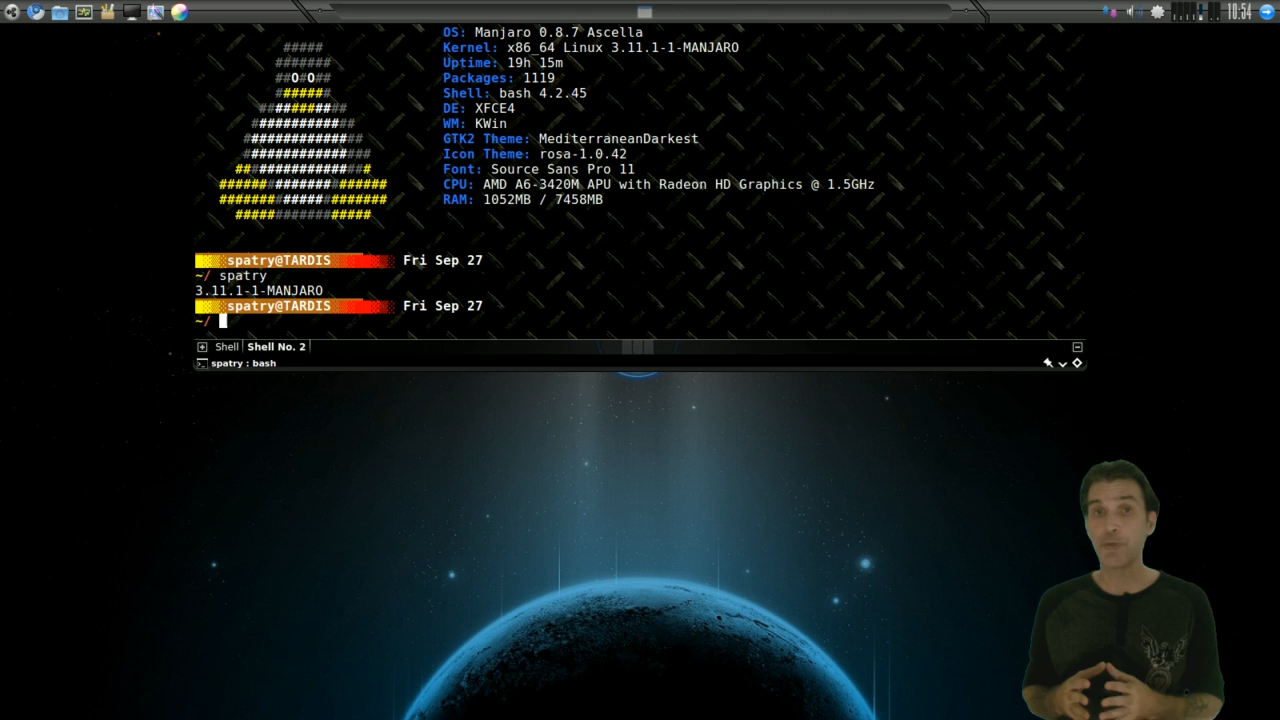 10:54
OS: Manjaro 0.8.7 Ascella
#####
Kernel: x86_64 Linux 3.11.1-1-MANJARO
#######
Uptime: 19h 15m
##O#O##
Packages: 1119
#######
Shell: bash 4.2.45
###########
DE: XFCE4
#############
WM: KWin
###############
GTK2 Theme: MediterraneanDarkest
################
Icon Theme: rosa-1.0.42
#################
Font: Source Sans Pro 11
#####################
CPU: AMD A6-3420M APU with Radeon HD Graphics @ 1.5GHz
#####################
RAM: 1052MB / 7458MB
#################
spatry@TARDIS Fri Sep 27
~/ spatry
3.11.1-1-MANJARO
spatry@TARDIS Fri Sep 27
~/
Shell Shell No. 2
spatry : bash